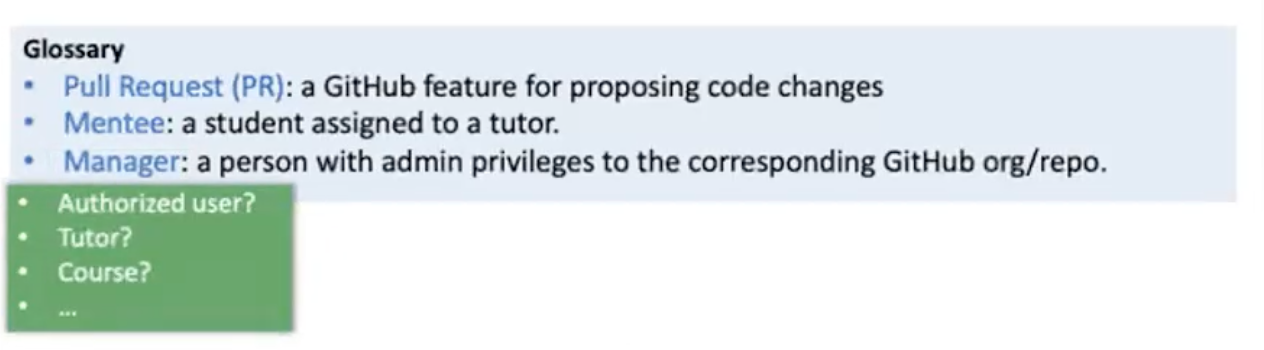 Glossary
• Pull Request (PR): a GitHub feature for proposing code changes
• Mentee: a student assigned to a tutor.
• Manager: a person with admin privileges to the corresponding GitHub org/repo.
• Authorized user?
• Tutor?
• Course?
• ...